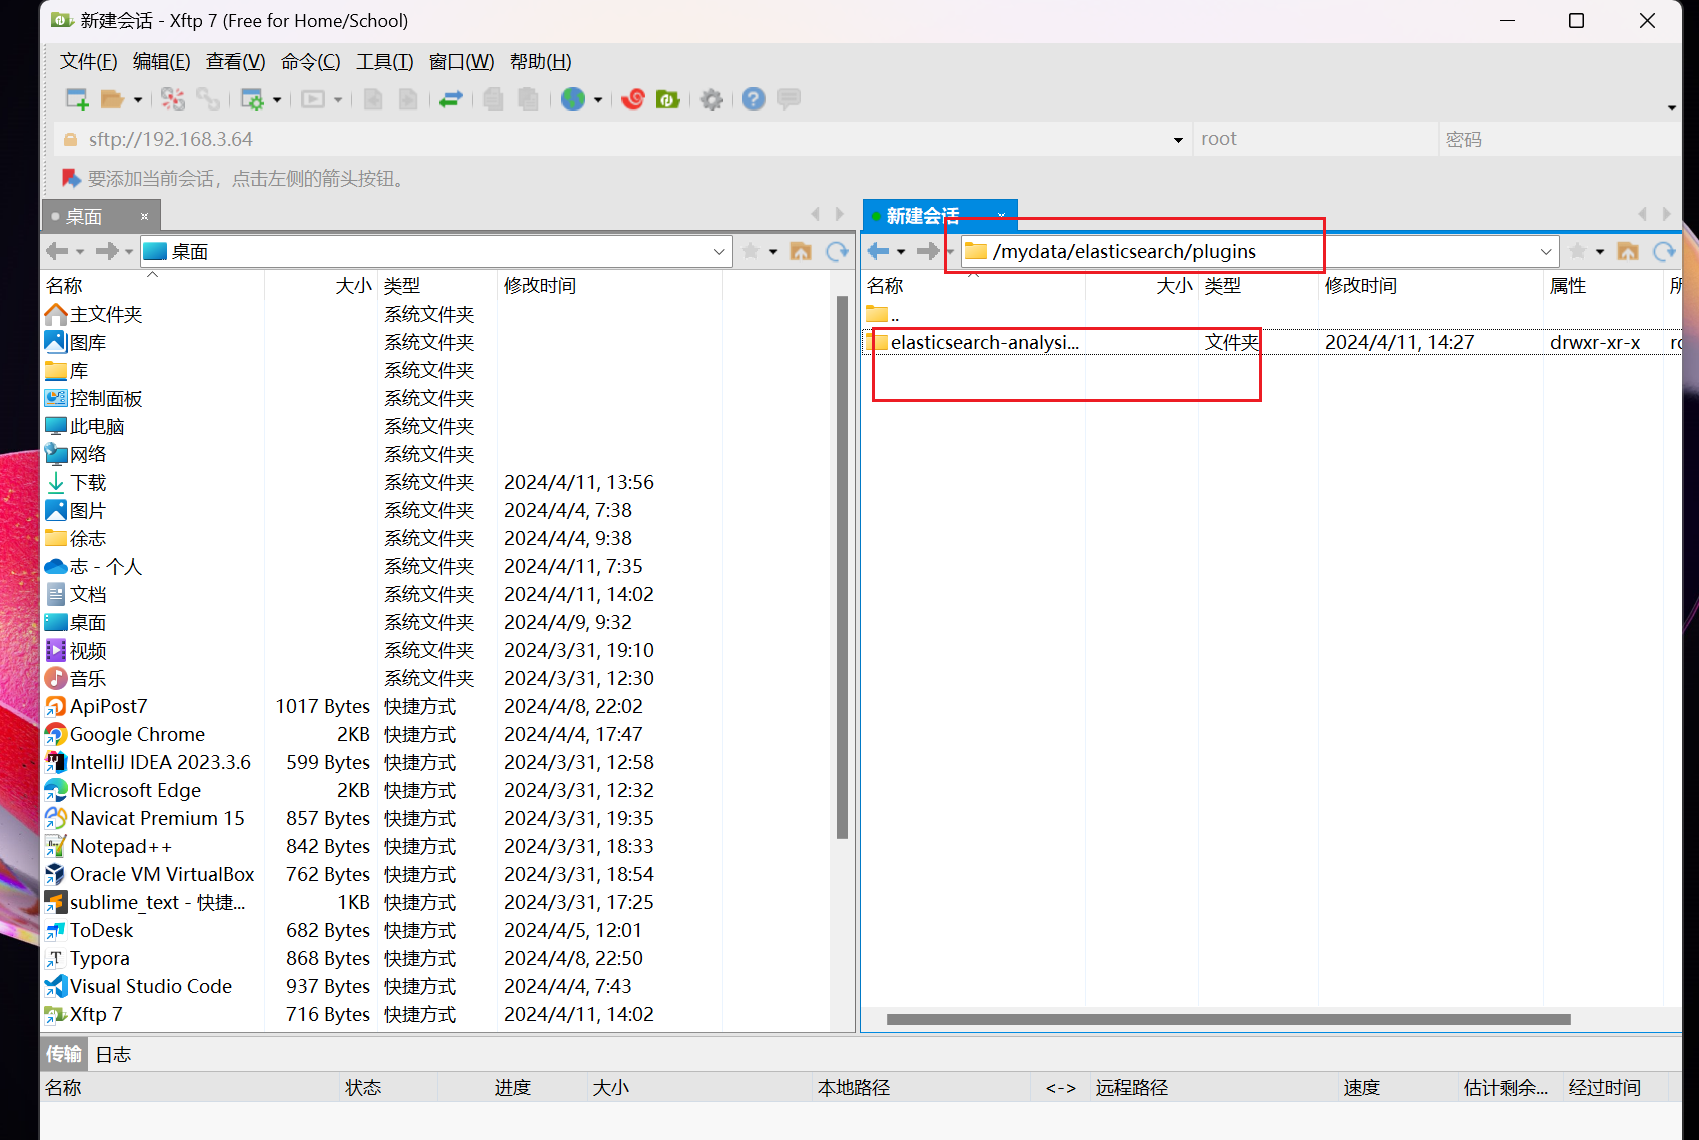 新建会话 - Xftp 7 (Free for Home/School)
文件(F) 编辑(E) 查看(V) 命令(C) 工具(T) 窗口(W) 帮助(H)
sftp://192.168.3.64 root 密码
要添加当前会话，点击左侧的箭头按钮。
桌面
桌面
名称 大小 类型 修改时间
主文件夹 系统文件夹
图库 系统文件夹
库 系统文件夹
控制面板 系统文件夹
此电脑 系统文件夹
网络 系统文件夹
下载 系统文件夹 2024/4/11, 13:56
图片 系统文件夹 2024/4/4, 7:38
徐志 系统文件夹 2024/4/4, 9:38
志 - 个人 系统文件夹 2024/4/11, 7:35
文档 系统文件夹 2024/4/11, 14:02
桌面 系统文件夹 2024/4/9, 9:32
视频 系统文件夹 2024/3/31, 19:10
音乐 系统文件夹 2024/3/31, 12:30
ApiPost7 1017 Bytes 快捷方式 2024/4/8, 22:02
Google Chrome 2KB 快捷方式 2024/4/4, 17:47
IntelliJ IDEA 2023.3.6 599 Bytes 快捷方式 2024/3/31, 12:58
Microsoft Edge 2KB 快捷方式 2024/3/31, 12:32
Navicat Premium 15 857 Bytes 快捷方式 2024/3/31, 19:35
Notepad++ 842 Bytes 快捷方式 2024/3/31, 18:33
Oracle VM VirtualBox 762 Bytes 快捷方式 2024/3/31, 18:54
sublime_text - 快捷... 1KB 快捷方式 2024/3/31, 17:25
ToDesk 682 Bytes 快捷方式 2024/4/5, 12:01
Typora 868 Bytes 快捷方式 2024/4/8, 22:50
Visual Studio Code 937 Bytes 快捷方式 2024/4/4, 7:43
Xftp 7 716 Bytes 快捷方式 2024/4/11, 14:02
新建会话
/mydata/elasticsearch/plugins
名称 大小 类型 修改时间 属性
..
elasticsearch-analysi... 文件夹 2024/4/11, 14:27 drwxr-xr-x
传输 日志
名称 状态 进度 大小 本地路径 <-> 远程路径 速度 估计剩余... 经过时间